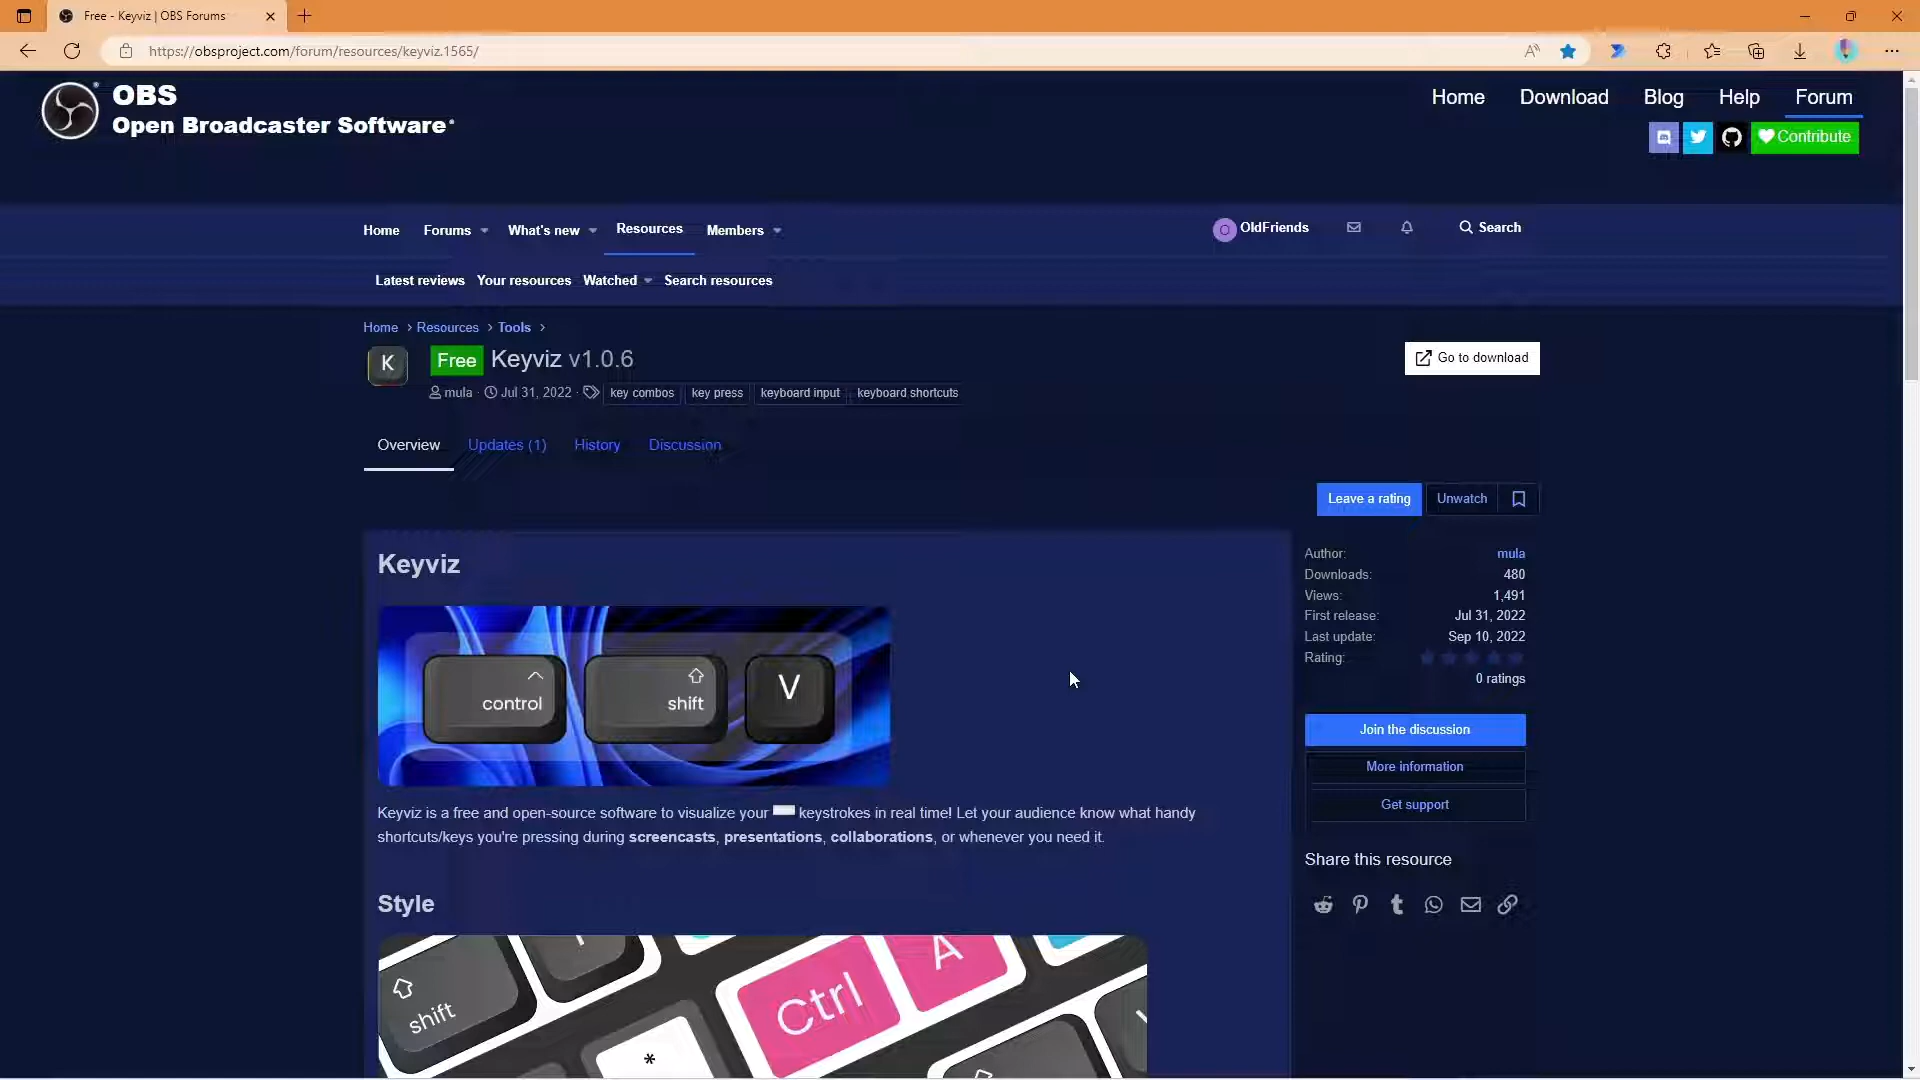 Free - Keyviz | OBS Forums
https://obsproject.com/forum/resources/keyviz.1565/
OBS
Open Broadcaster Software
Home Download Blog Help Forum
Contribute
Home Forums What's new Resources Members
O OldFriends Search
Latest reviews Your resources Watched Search resources
Home Resources Tools
K Free Keyviz v1.0.6
Go to download
mula · Jul 31, 2022 · key combos key press keyboard input keyboard shortcuts
Overview Updates (1) History Discussion
Leave a rating Unwatch
Keyviz
control shift V
Keyviz is a free and open-source software to visualize your keystrokes in real time! Let your audience know what handy
shortcuts/keys you're pressing during screencasts, presentations, collaborations, or whenever you need it.
Style
shift Ctrl A
*
Author: mula
Downloads: 480
Views: 1,491
First release: Jul 31, 2022
Last update: Sep 10, 2022
Rating:
0 ratings
Join the discussion
More information
Get support
Share this resource